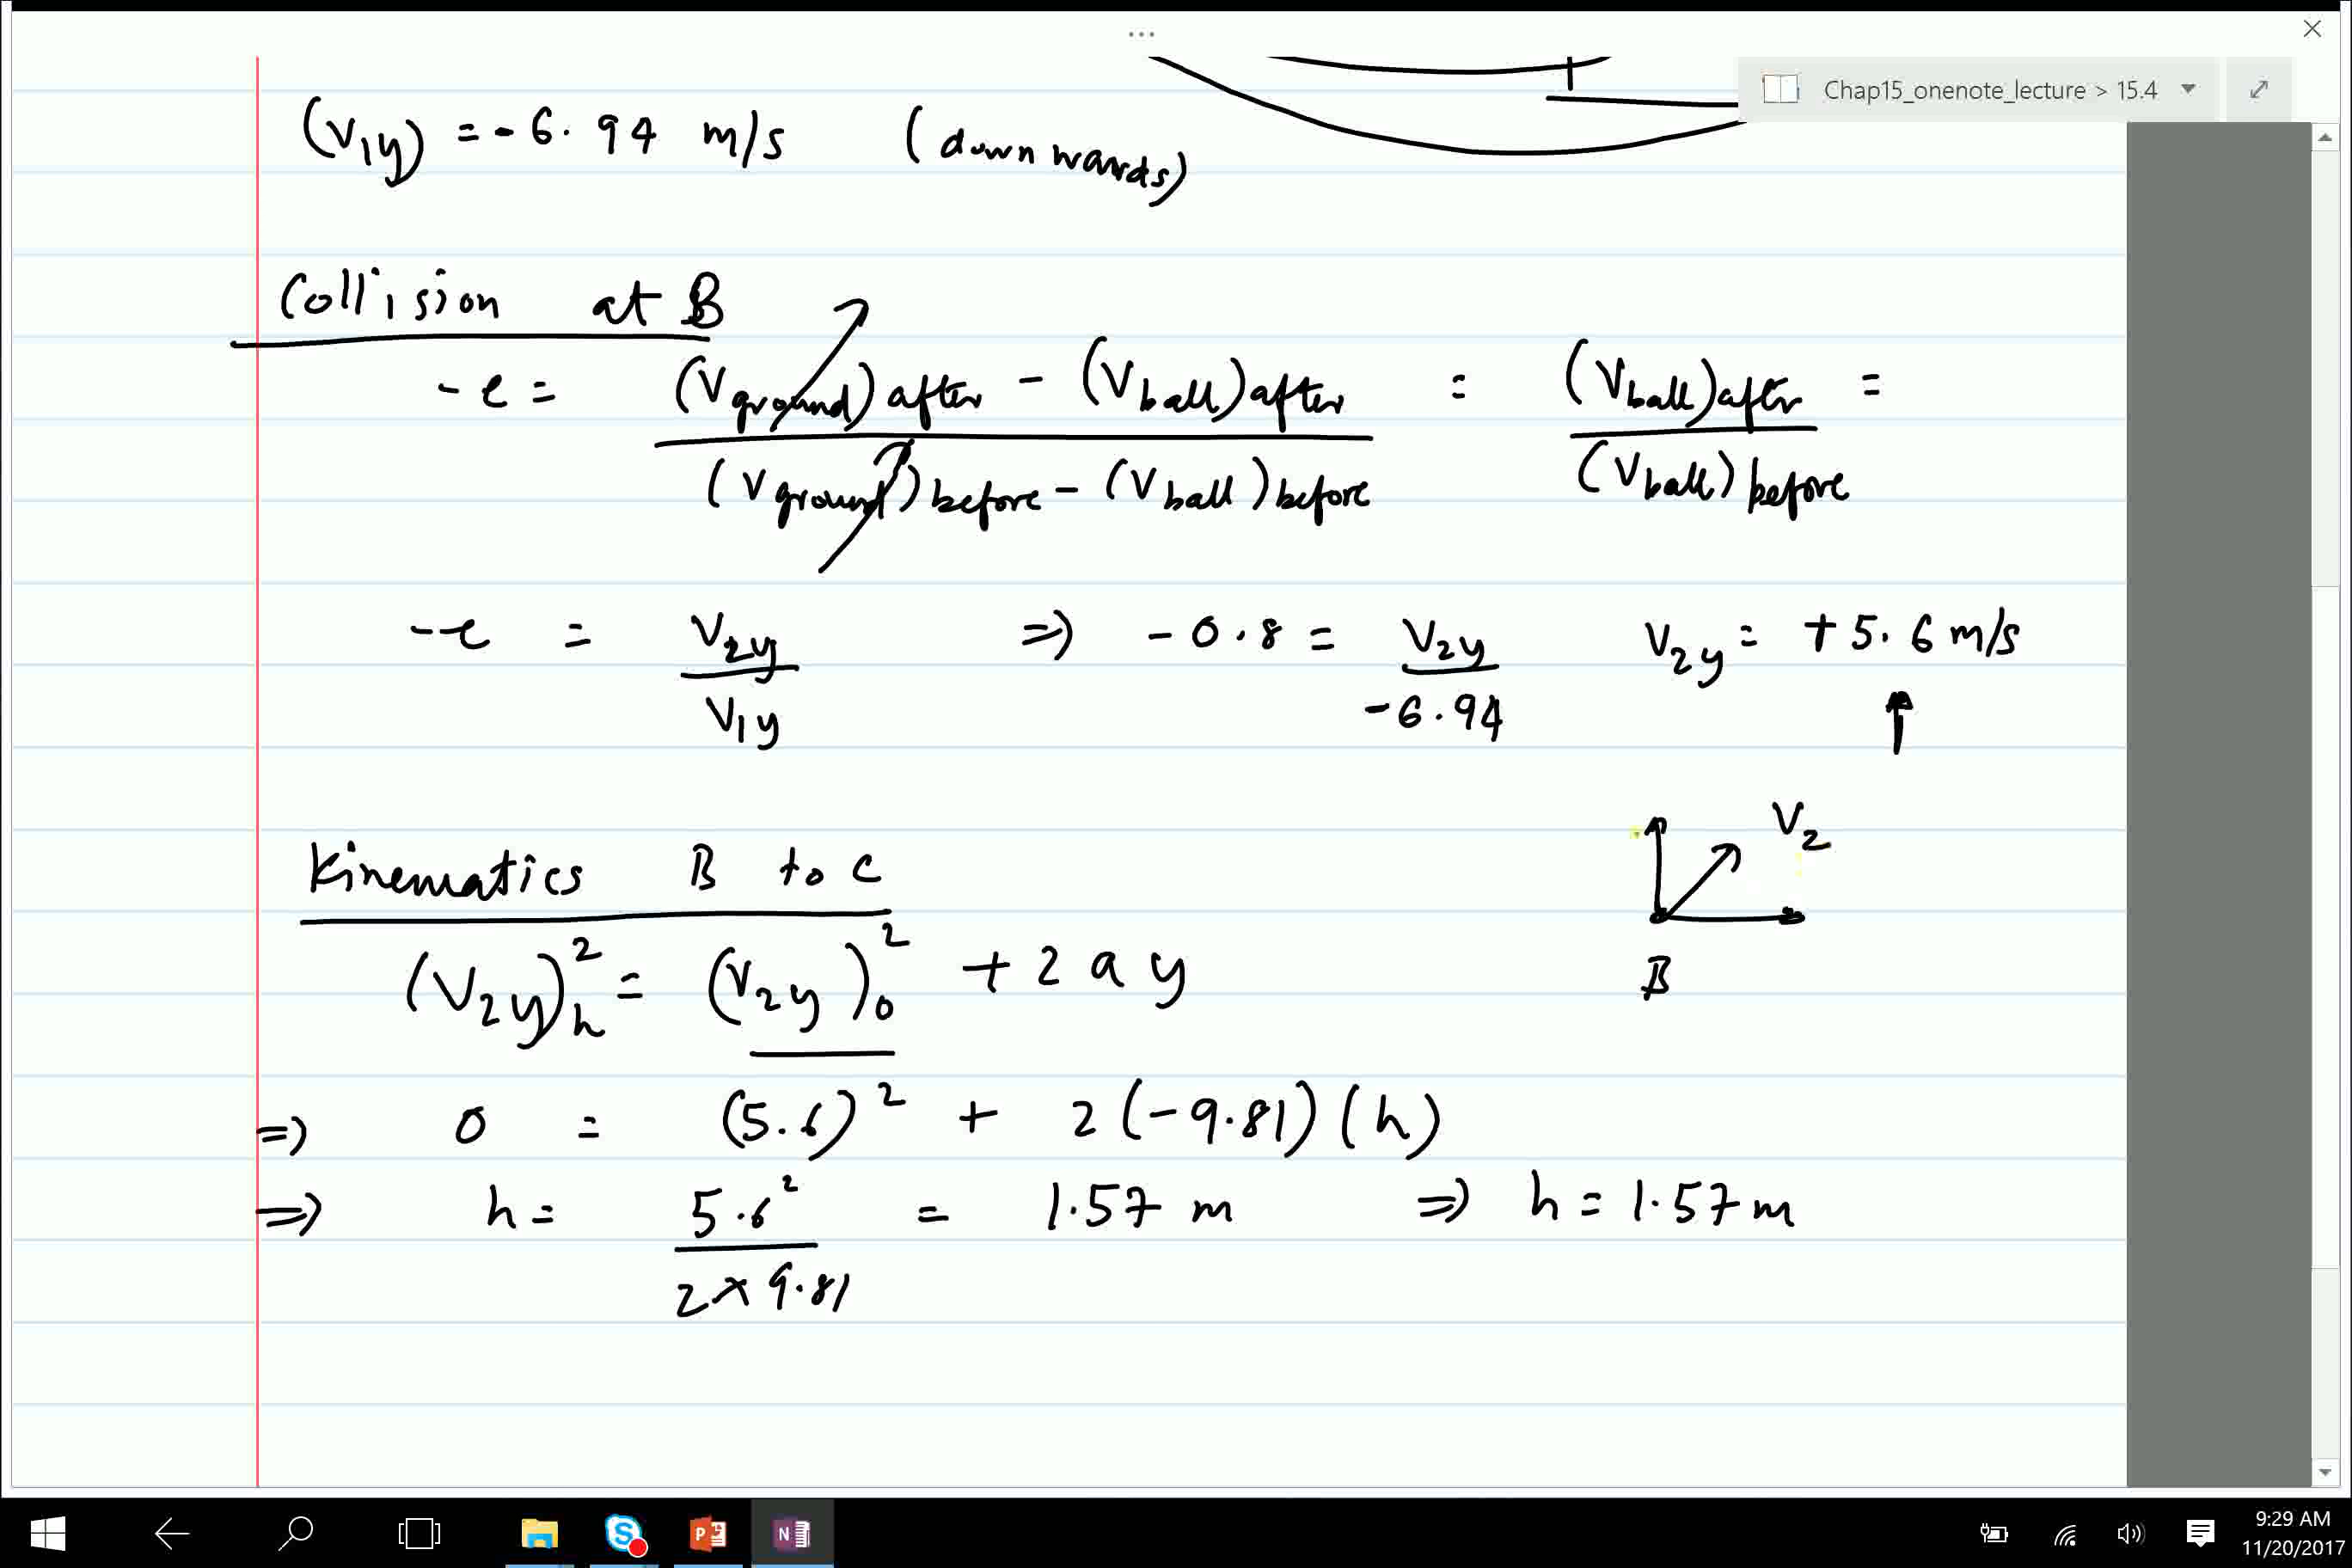 Chap15_onenote_lecture > 15.4
(V1y) = -6.94 m/s (downwards)
Collision at B
-e = (Vground)after - (Vball)after = (Vball)after =
(Vground)before - (Vball)before (Vball)before
-e = V2y ⇒ -0.8 = V2y V2y = +5.6 m/s
V1y -6.94
V2
Kinematics B to C
B
(V2y)h² = (V2y)0² + 2 a y
⇒ 0 = (5.6)² + 2(-9.81)(h)
⇒ h = 5.6² = 1.57 m ⇒ h = 1.57 m
2 × 9.81
9:29 AM
11/20/2017